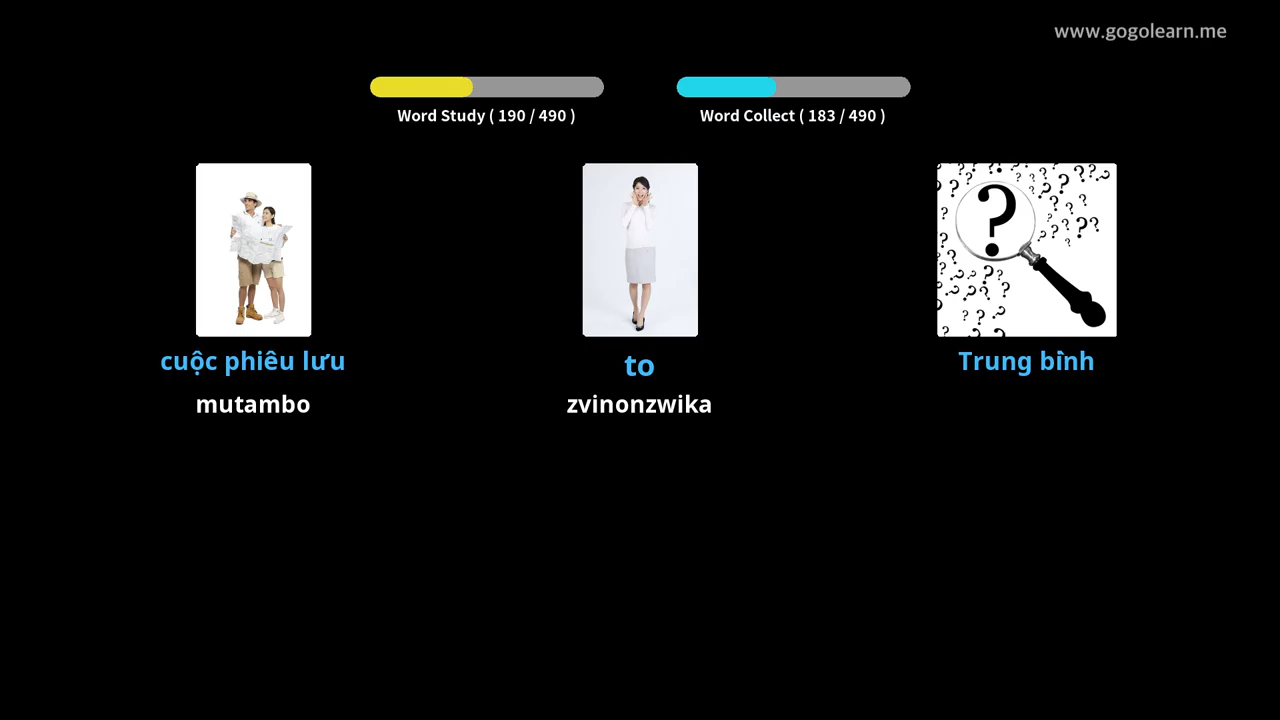 www.gogolearn.me
Word Study ( 190 / 490 )
Word Collect ( 183 / 490 )
cuộc phiêu lưu
mutambo
to
zvinonzwika
Trung bình